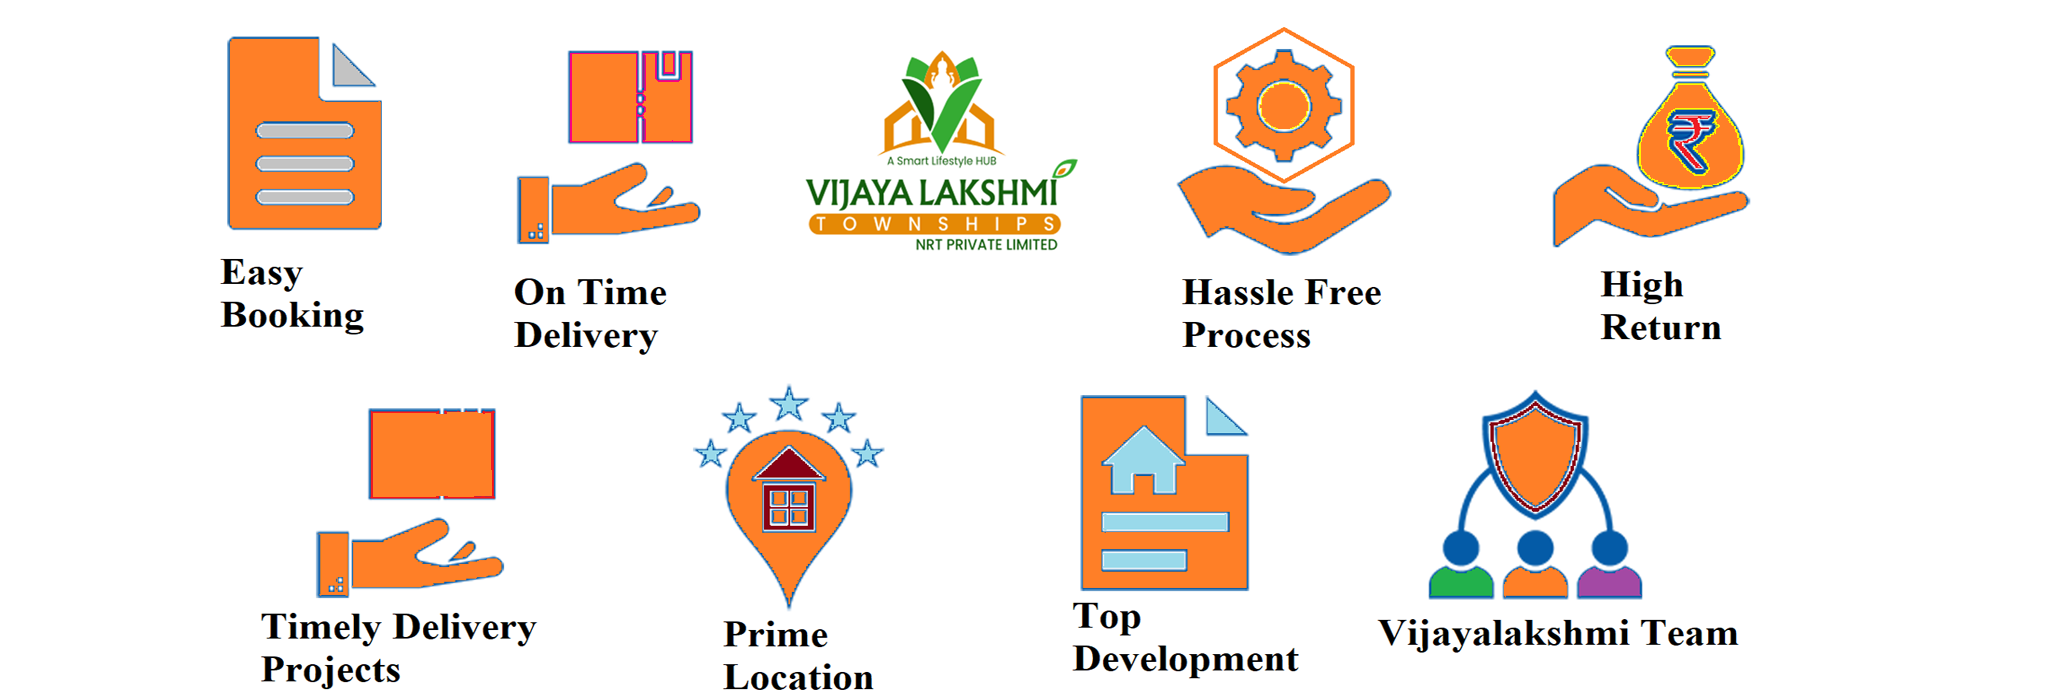 Easy
Booking
On Time
Delivery
A Smart Lifestyle HUB
VIJAYA LAKSHMI
TOWNSHIPS
NRT PRIVATE LIMITED
Hassle Free
Process
₹
High
Return
Timely Delivery
Projects
Prime
Location
Top
Development
Vijayalakshmi Team